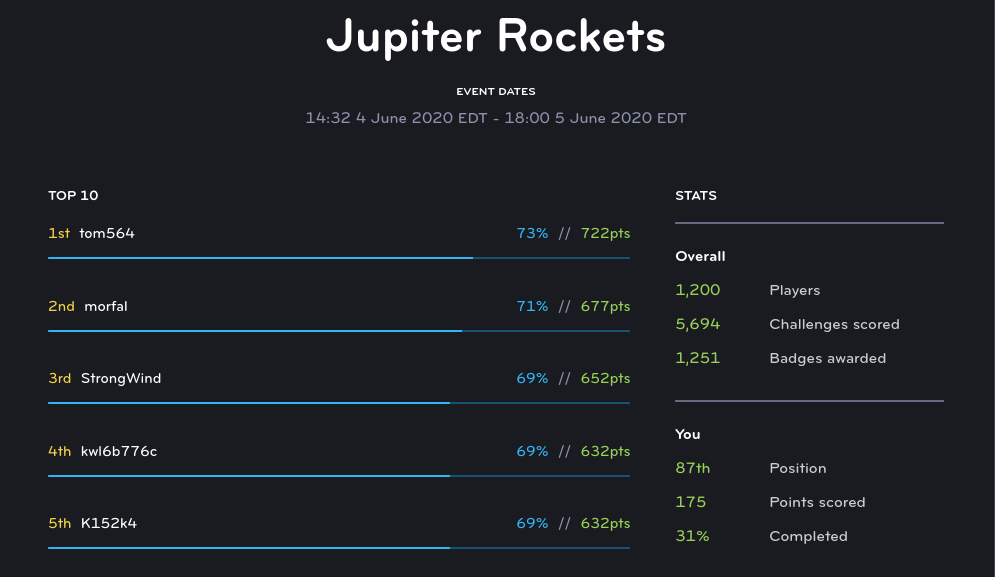 Jupiter Rockets
EVENT DATES
14:32 4 June 2020 EDT - 18:00 5 June 2020 EDT
TOP 10
1st tom564 73% // 722pts
2nd morfal 71% // 677pts
3rd StrongWind 69% // 652pts
4th kwl6b776c 69% // 632pts
5th K152k4 69% // 632pts
STATS
Overall
1,200 Players
5,694 Challenges scored
1,251 Badges awarded
You
87th Position
175 Points scored
31% Completed